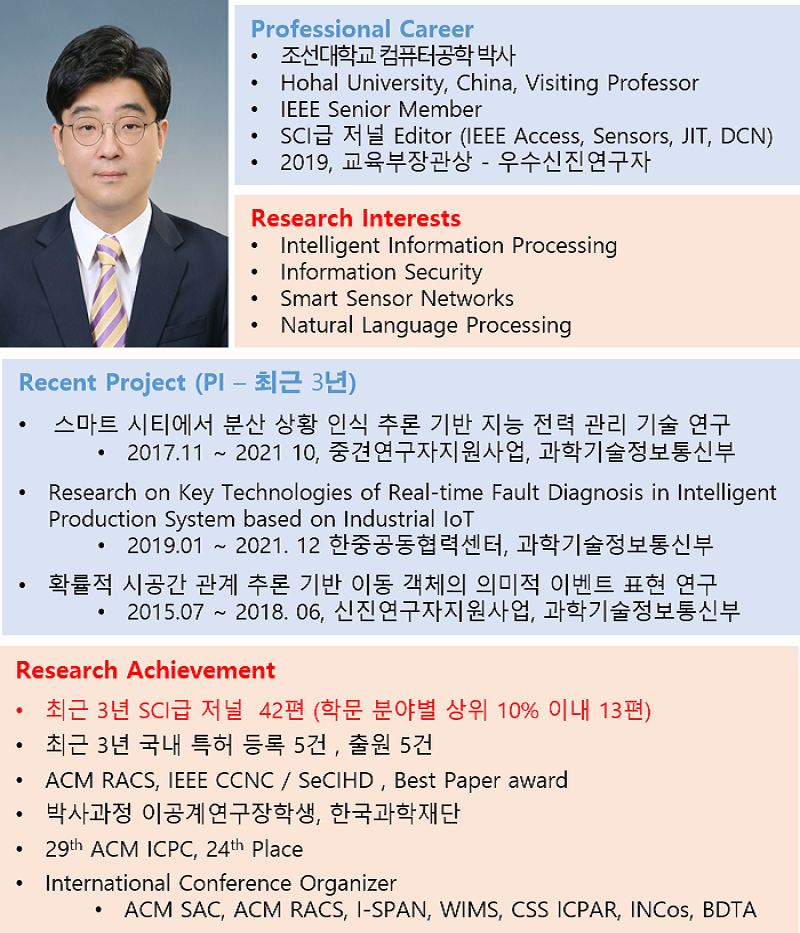 Professional Career
• 조선대학교 컴퓨터공학 박사
• Hohal University, China, Visiting Professor
• IEEE Senior Member
• SCI급 저널 Editor (IEEE Access, Sensors, JIT, DCN)
• 2019, 교육부장관상 - 우수신진연구자
Research Interests
• Intelligent Information Processing
• Information Security
• Smart Sensor Networks
• Natural Language Processing
Recent Project (PI – 최근 3년)
• 스마트 시티에서 분산 상황 인식 추론 기반 지능 전력 관리 기술 연구
• 2017.11 ~ 2021 10, 중견연구자지원사업, 과학기술정보통신부
• Research on Key Technologies of Real-time Fault Diagnosis in Intelligent
Production System based on Industrial IoT
• 2019.01 ~ 2021. 12 한중공동협력센터, 과학기술정보통신부
• 확률적 시공간 관계 추론 기반 이동 객체의 의미적 이벤트 표현 연구
• 2015.07 ~ 2018. 06, 신진연구자지원사업, 과학기술정보통신부
Research Achievement
• 최근 3년 SCI급 저널 42편 (학문 분야별 상위 10% 이내 13편)
• 최근 3년 국내 특허 등록 5건 , 출원 5건
• ACM RACS, IEEE CCNC / SeCIHD , Best Paper award
• 박사과정 이공계연구장학생, 한국과학재단
• 29th ACM ICPC, 24th Place
• International Conference Organizer
• ACM SAC, ACM RACS, I-SPAN, WIMS, CSS ICPAR, INCos, BDTA